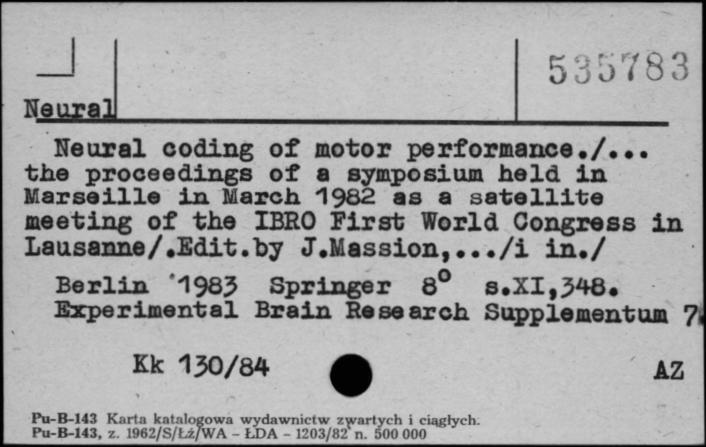 535783
Neural
Neural coding of motor performance./...
the proceedings of a symposium held in
Marseille in March 1982 as a satellite
meeting of the IBRO First World Congress in
Lausanne/.Edit.by J.Massion,.../i in./
Berlin 1983 Springer 8° s.XI,348.
Experimental Brain Research Supplementum 7
Kk 130/84 AZ
Pu-B-143 Karta katalogowa wydawnictw zwartych i ciągłych.
Pu-B-143, z. 1962/S/Łż/WA - ŁDA - 1203/82 n. 500 000